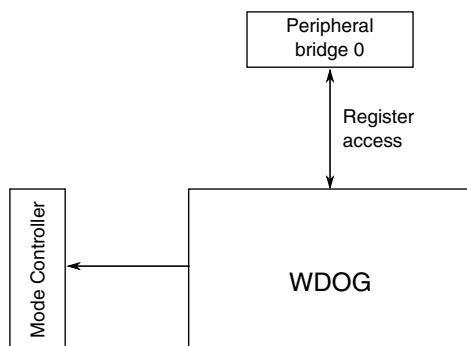 Peripheral
bridge 0
Register
access
Mode Controller
WDOG